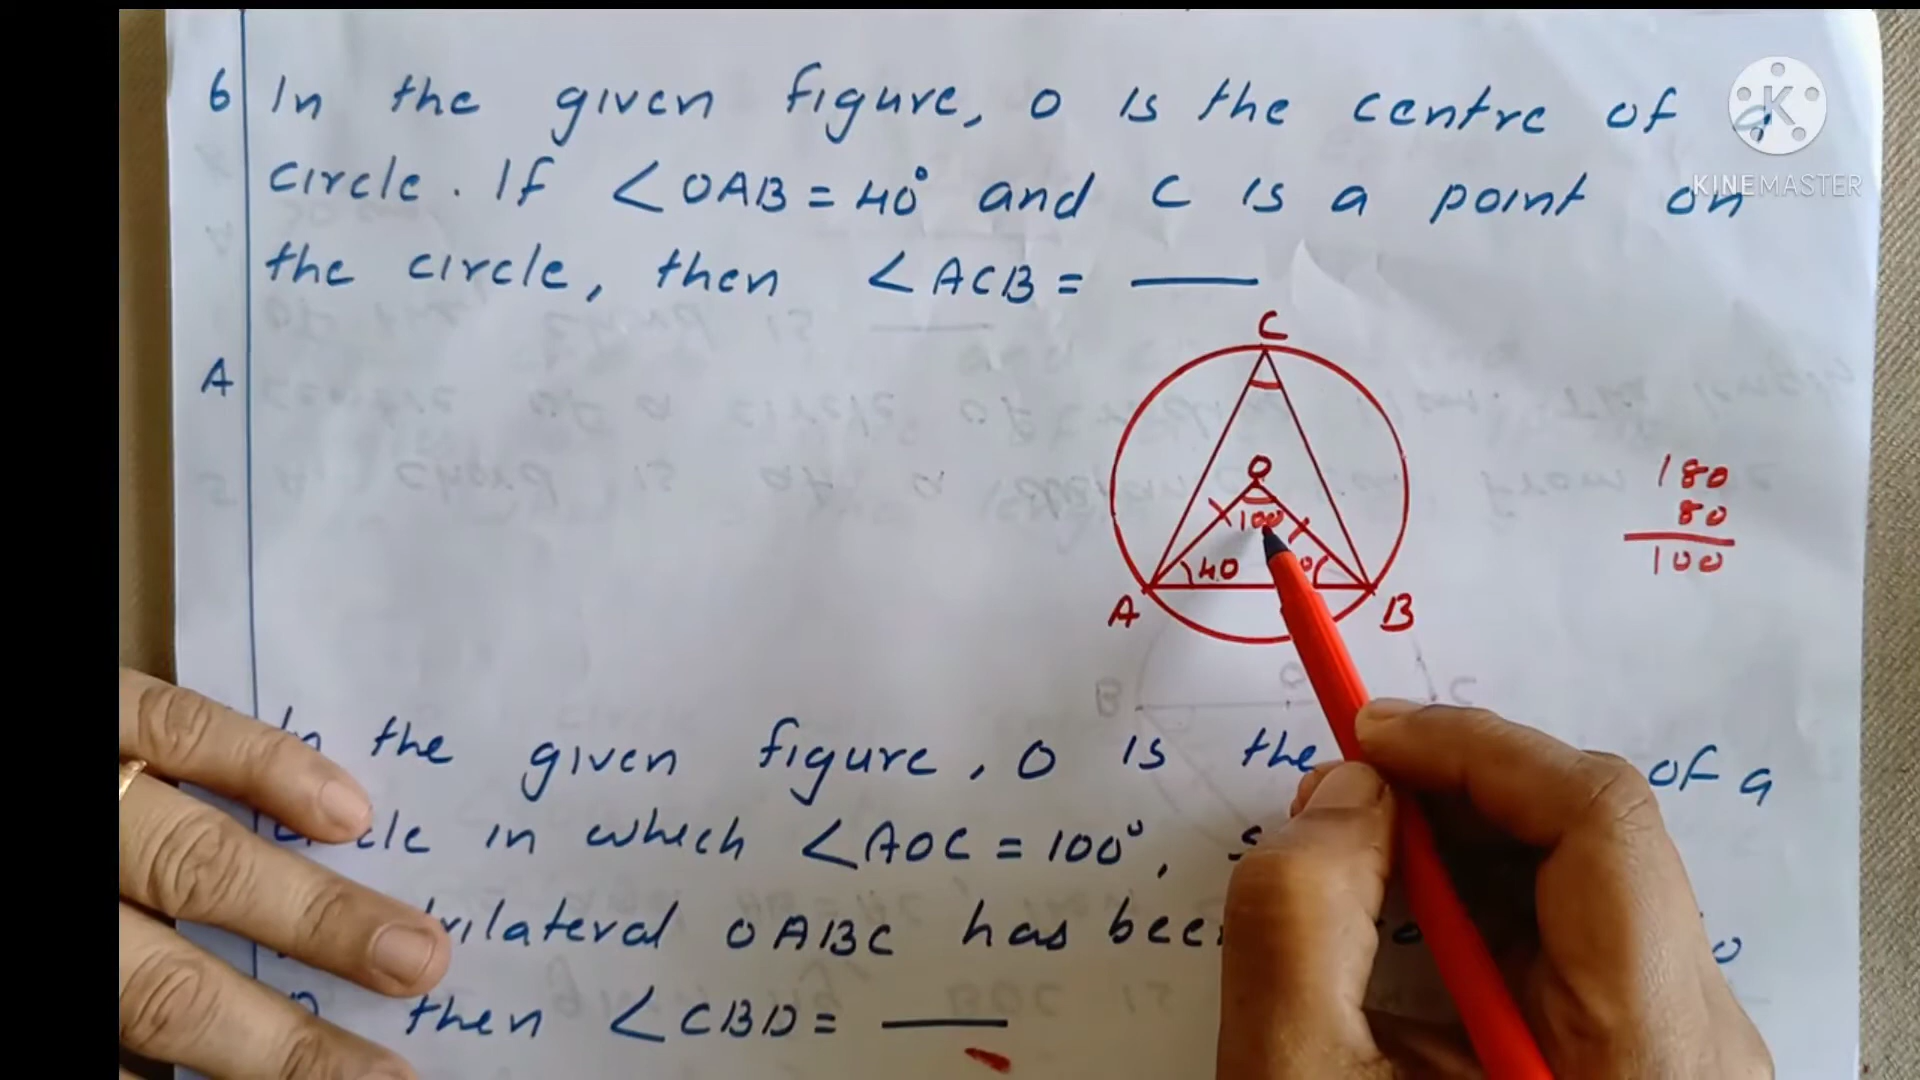 6 In the given figure, O is the centre of a
circle. If ∠OAB = 40° and C is a point on
the circle, then ∠ACB = ____
KINEMASTER
A
C
O
100
40
A B
180
80
100
In the given figure, O is the of a
in which ∠AOC = 100°,
OABC has
then ∠CBD = ____